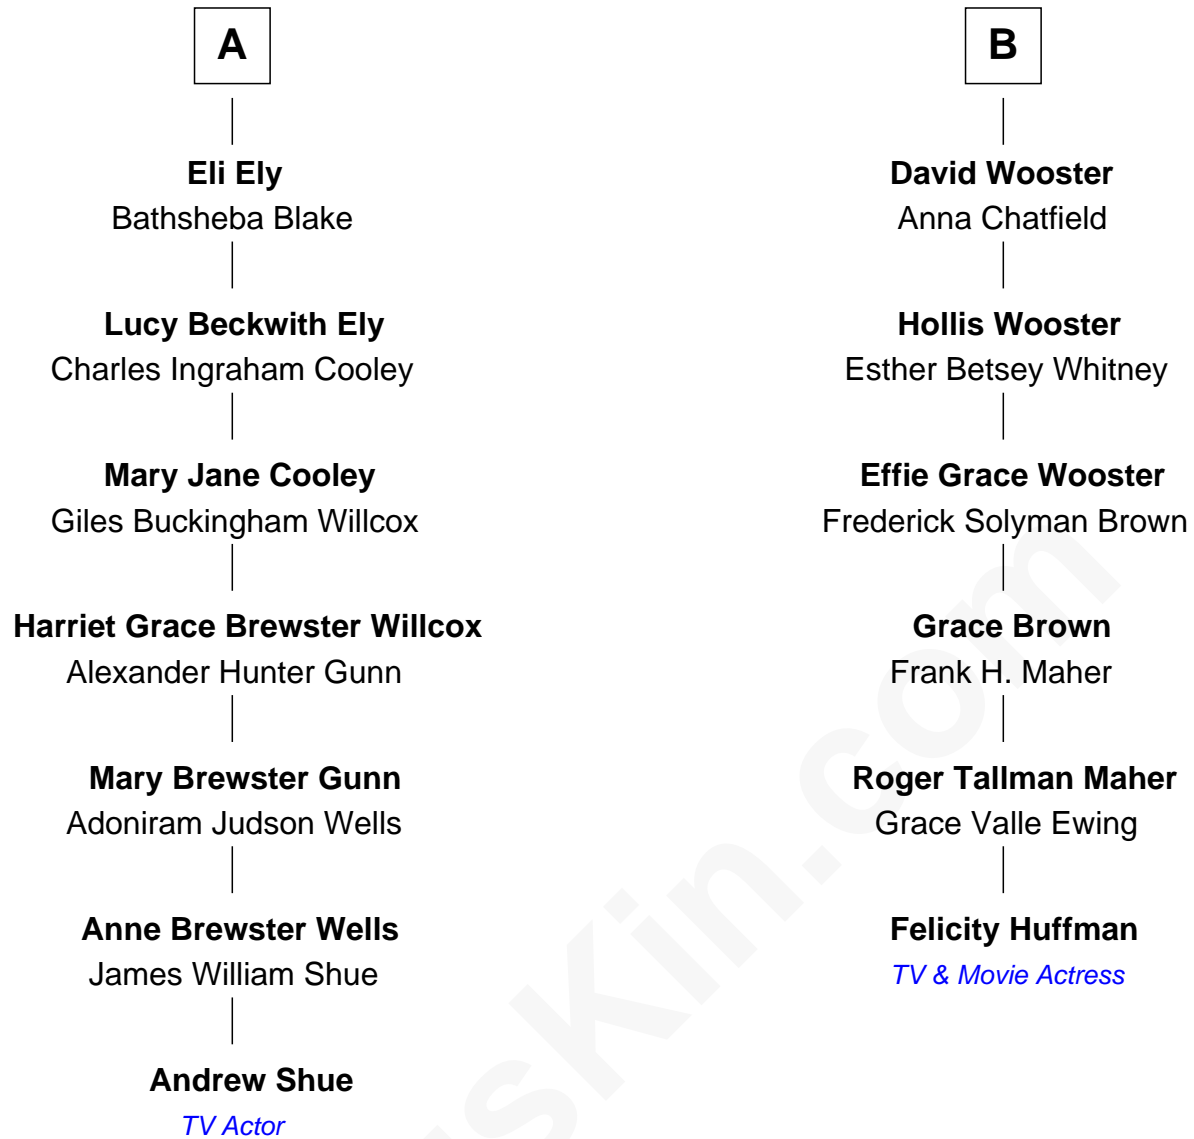 A
Eli Ely
Bathsheba Blake
Lucy Beckwith Ely
Charles Ingraham Cooley
Mary Jane Cooley
Giles Buckingham Willcox
Harriet Grace Brewster Willcox
Alexander Hunter Gunn
Mary Brewster Gunn
Adoniram Judson Wells
Anne Brewster Wells
James William Shue
Andrew Shue
TV Actor
B
David Wooster
Anna Chatfield
Hollis Wooster
Esther Betsey Whitney
Effie Grace Wooster
Frederick Solyman Brown
Grace Brown
Frank H. Maher
Roger Tallman Maher
Grace Valle Ewing
Felicity Huffman
TV & Movie Actress
sKin.com